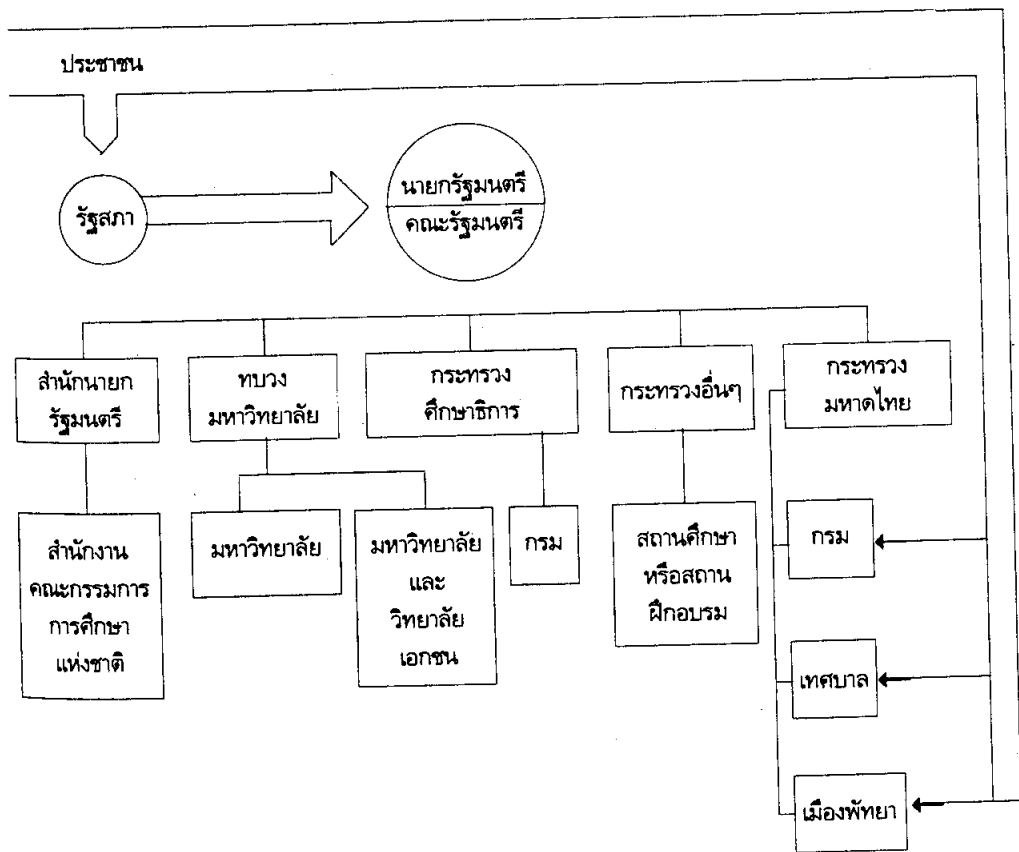 ประชาชน
รัฐสภา
นายกรัฐมนตรี
คณะรัฐมนตรี
สำนักนายก
รัฐมนตรี
ทบวง
มหาวิทยาลัย
กระทรวง
ศึกษาธิการ
กระทรวงอื่นๆ
กระทรวง
มหาดไทย
สำนักงาน
คณะกรรมการ
การศึกษา
แห่งชาติ
มหาวิทยาลัย
มหาวิทยาลัย
และ
วิทยาลัย
เอกชน
กรม
สถานศึกษา
หรือสถาน
ฝึกอบรม
กรม
เทศบาล
เมืองพัทยา